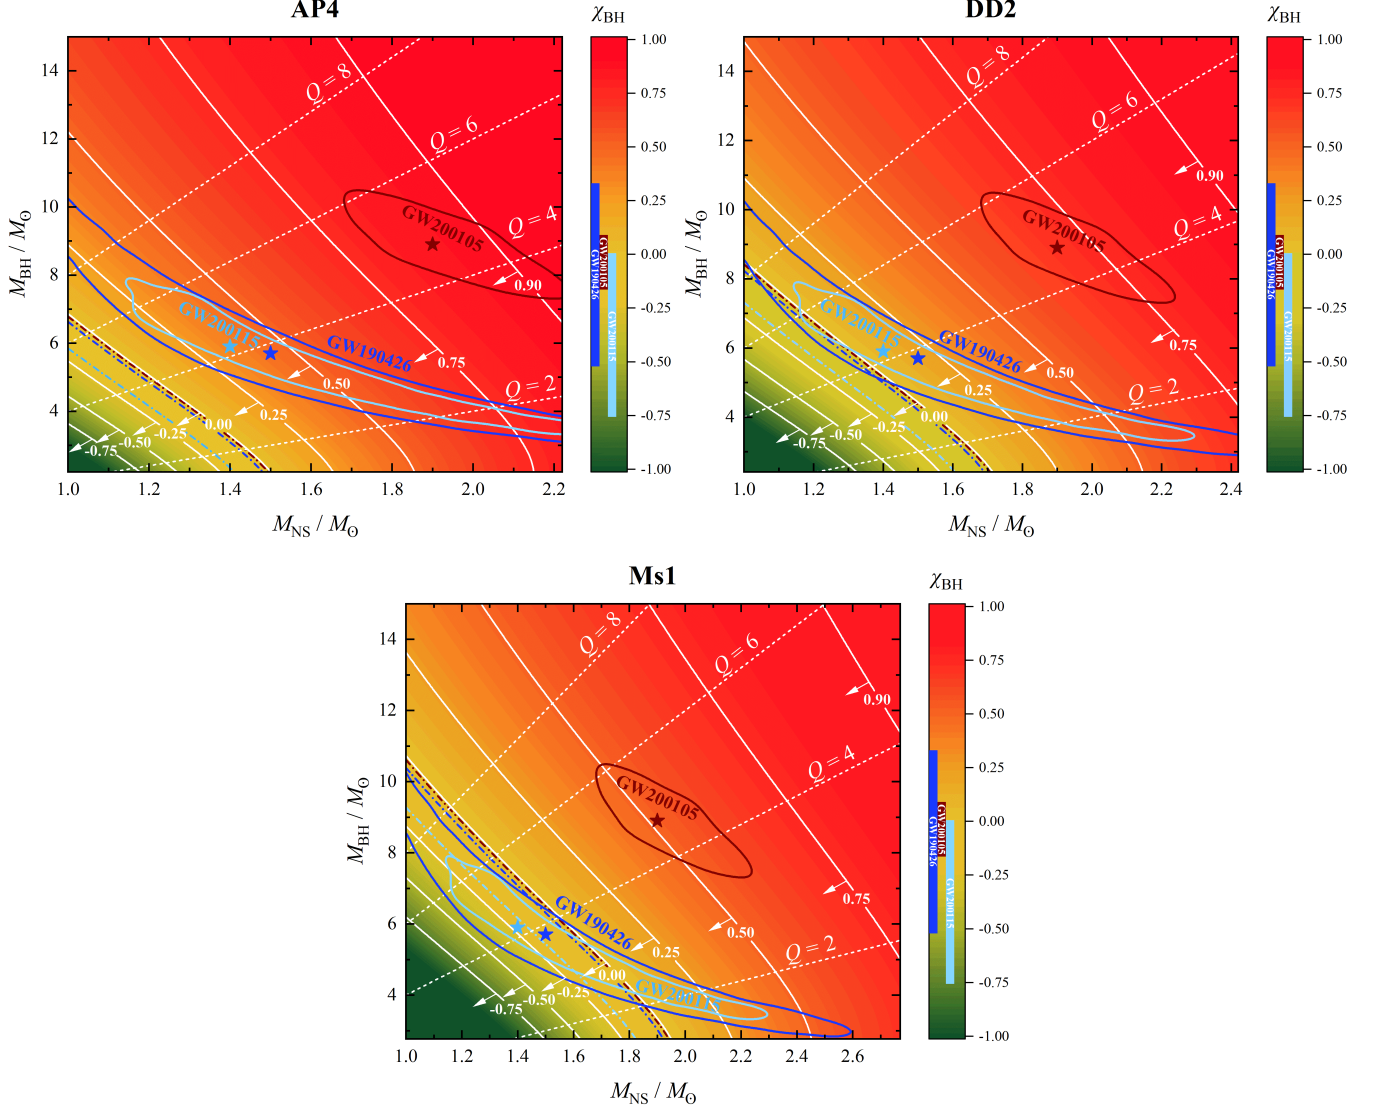 AP4
χBH
14
12
10
8
6
4
MBH / M⊙
1.0 1.2 1.4 1.6 1.8 2.0 2.2
MNS / M⊙
Q = 8
Q = 6
Q = 4
Q = 2
GW200105
GW200115
GW190426
0.90
0.75
0.50
0.25
0.00
-0.25
-0.50
-0.75
1.00
0.75
0.50
0.25
0.00
-0.25
-0.50
-0.75
-1.00
GW190426
GW200105
GW200115
DD2
χBH
14
12
10
8
6
4
MBH / M⊙
1.0 1.2 1.4 1.6 1.8 2.0 2.2 2.4
MNS / M⊙
Q = 8
Q = 6
Q = 4
Q = 2
GW200105
GW200115
GW190426
0.90
0.75
0.50
0.25
0.00
-0.25
-0.50
-0.75
1.00
0.75
0.50
0.25
0.00
-0.25
-0.50
-0.75
-1.00
GW190426
GW200105
GW200115
Ms1
χBH
14
12
10
8
6
4
MBH / M⊙
1.0 1.2 1.4 1.6 1.8 2.0 2.2 2.4 2.6
MNS / M⊙
Q = 8
Q = 6
Q = 4
Q = 2
GW200105
GW190426
GW200115
0.90
0.75
0.50
0.25
0.00
-0.25
-0.50
-0.75
1.00
0.75
0.50
0.25
0.00
-0.25
-0.50
-0.75
-1.00
GW190426
GW200105
GW200115